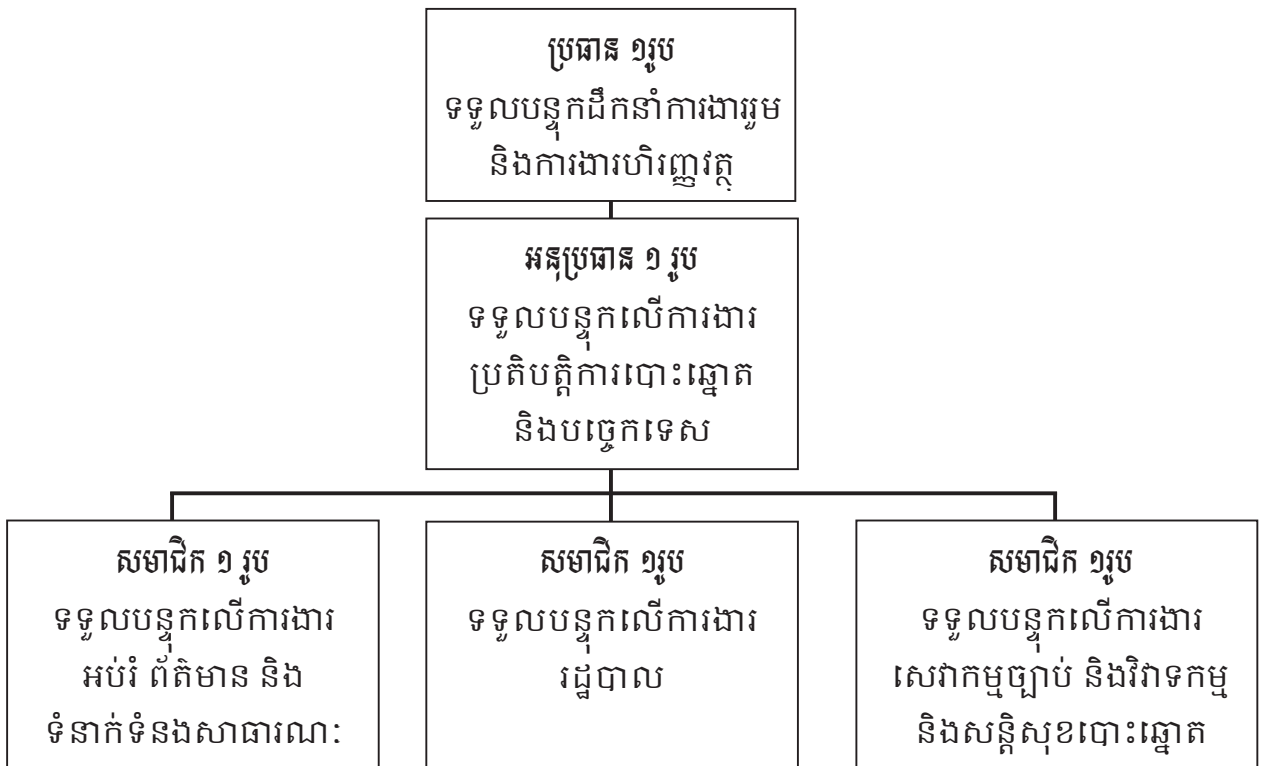 ប្រធាន ១រូប
ទទួលបន្ទុកដឹកនាំការងាររួម
និងការងារហិរញ្ញវត្ថុ
អនុប្រធាន ១ រូប
ទទួលបន្ទុកលើការងារ
ប្រតិបត្តិការបោះឆ្នោត
និងបច្ចេកទេស
សមាជិក ១ រូប
ទទួលបន្ទុកលើការងារ
អប់រំ ព័ត៌មាន និង
ទំនាក់ទំនងសាធារណៈ
សមាជិក ១រូប
ទទួលបន្ទុកលើការងារ
រដ្ឋបាល
សមាជិក ១រូប
ទទួលបន្ទុកលើការងារ
សេវាកម្មច្បាប់ និងវិវាទកម្ម
និងសន្តិសុខបោះឆ្នោត